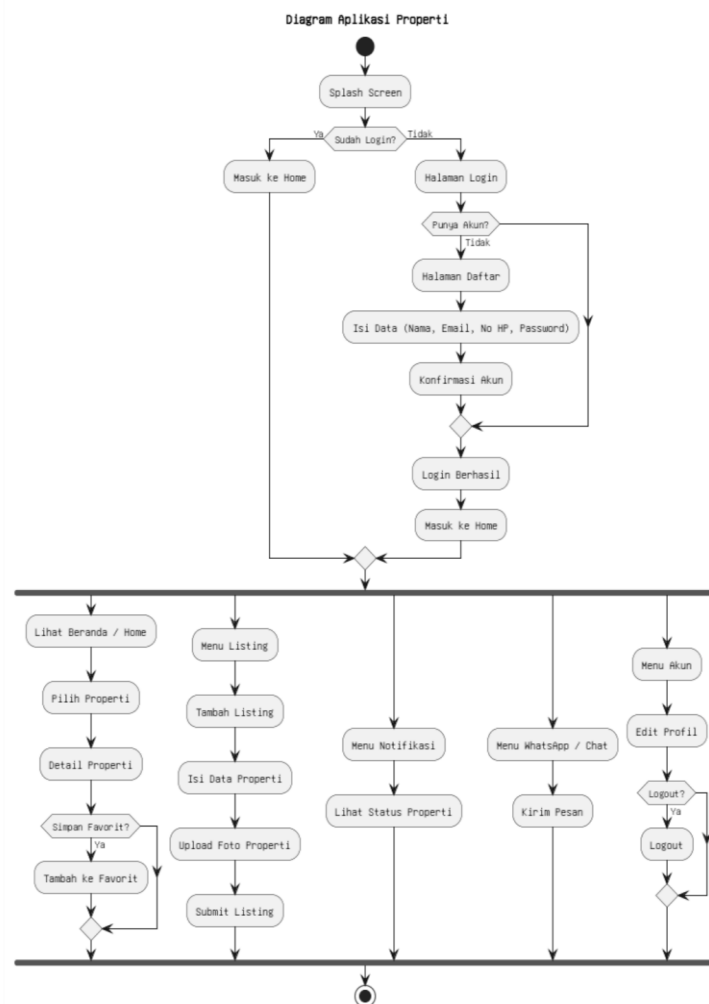 Diagram Aplikasi Properti
Splash Screen
Ya
Sudah Login?
Tidak
Masuk ke Home
Halaman Login
Punya Akun?
Tidak
Halaman Daftar
Isi Data (Nama, Email, No HP, Password)
Konfirmasi Akun
Login Berhasil
Masuk ke Home
Lihat Beranda / Home
Pilih Properti
Detail Properti
Simpan Favorit?
Ya
Tambah ke Favorit
Menu Listing
Tambah Listing
Isi Data Properti
Upload Foto Properti
Submit Listing
Menu Notifikasi
Lihat Status Properti
Menu WhatsApp / Chat
Kirim Pesan
Menu Akun
Edit Profil
Logout?
Ya
Logout